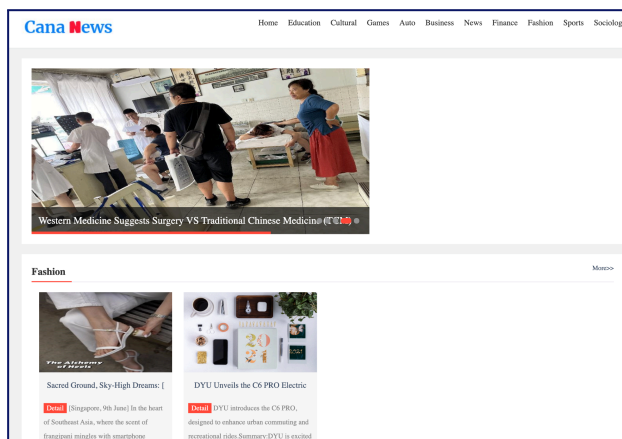 Cana News
Home Education Cultural Games Auto Business News Finance Fashion Sports Sociolog
Western Medicine Suggests Surgery VS Traditional Chinese Medicine (TCM)
Fashion
More>>
The Alchemy
of Heels
Sacred Ground, Sky-High Dreams: [
DYU Unveils the C6 PRO Electric
Detail [Singapore, 9th June] In the heart
of Southeast Asia, where the scent of
frangipani mingles with smartphone
Detail DYU introduces the C6 PRO,
designed to enhance urban commuting and
recreational rides.Summary:DYU is excited